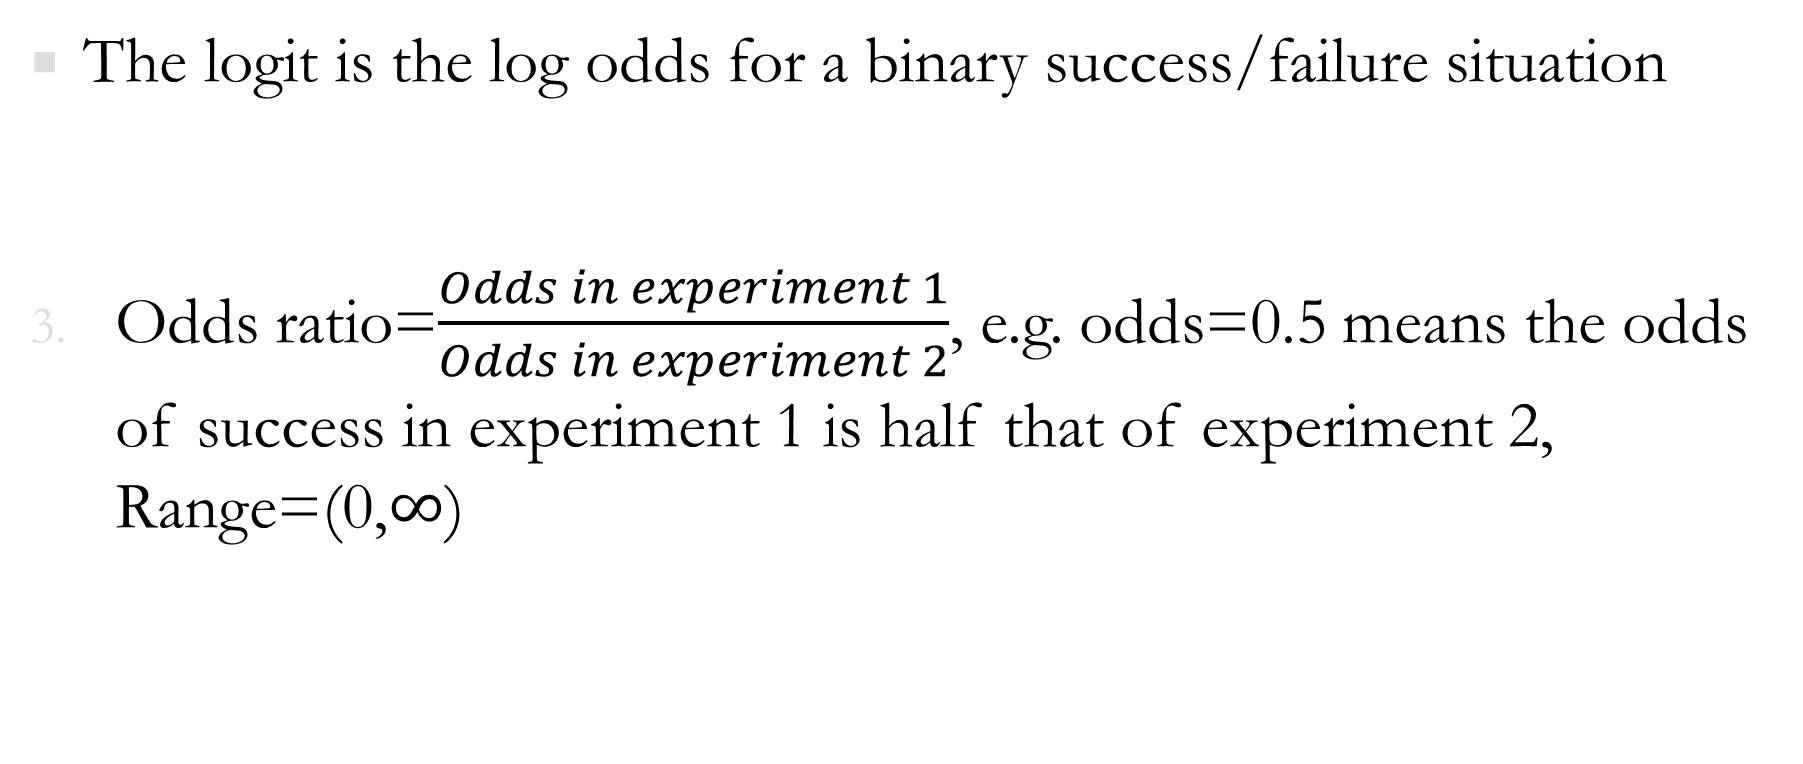 ▪ The logit is the log odds for a binary success/failure situation
3. Odds ratio=\frac{Odds in experiment 1}{Odds in experiment 2}, e.g. odds=0.5 means the odds
of success in experiment 1 is half that of experiment 2,
Range=(0,∞)